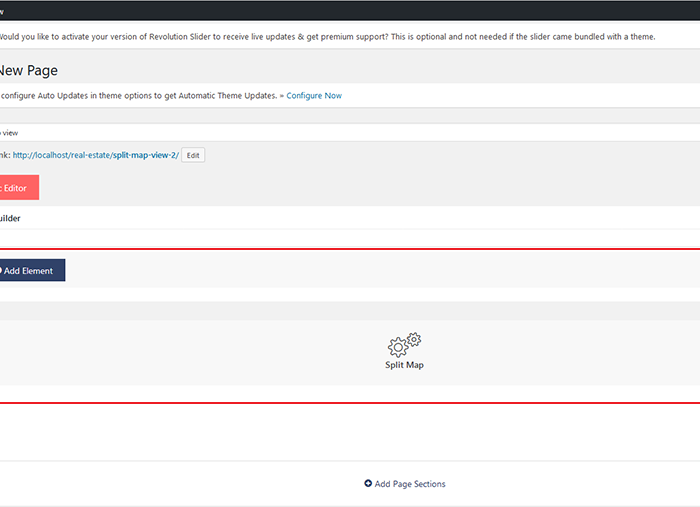 w
Would you like to activate your version of Revolution Slider to receive live updates & get premium support? This is optional and not needed if the slider came bundled with a theme.
New Page
configure Auto Updates in theme options to get Automatic Theme Updates. » Configure Now
view
nk: http://localhost/real-estate/split-map-view-2/ Edit
Editor
uilder
Add Element
Split Map
Add Page Sections